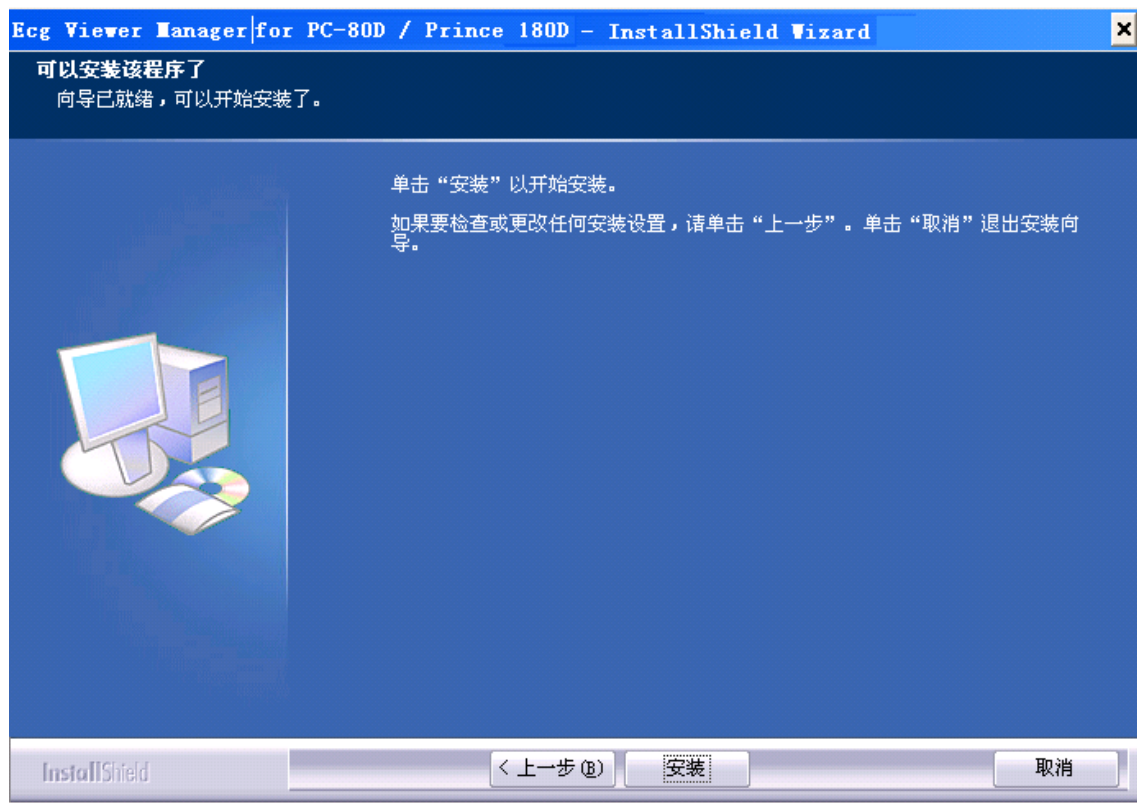 Ecg Viewer Manager for PC-80D / Prince 180D - InstallShield Wizard
可以安装该程序了
向导已就绪，可以开始安装了。
单击“安装”以开始安装。
如果要检查或更改任何安装设置，请单击“上一步”。单击“取消”退出安装向
导。
InstallShield
< 上一步(B)
安装
取消